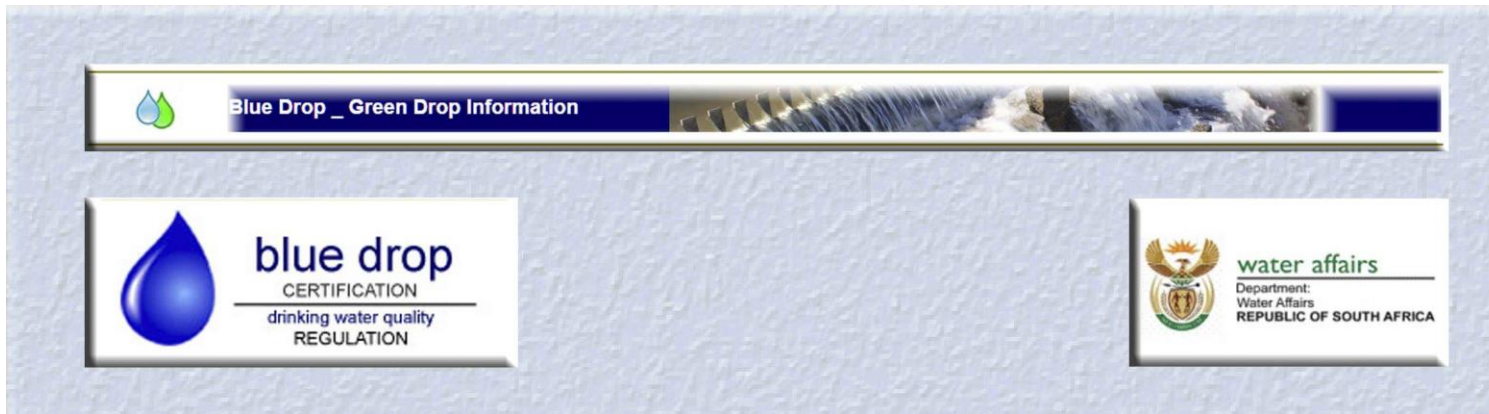 Blue Drop _ Green Drop Information
blue drop
CERTIFICATION
drinking water quality
REGULATION
water affairs
Department:
Water Affairs
REPUBLIC OF SOUTH AFRICA